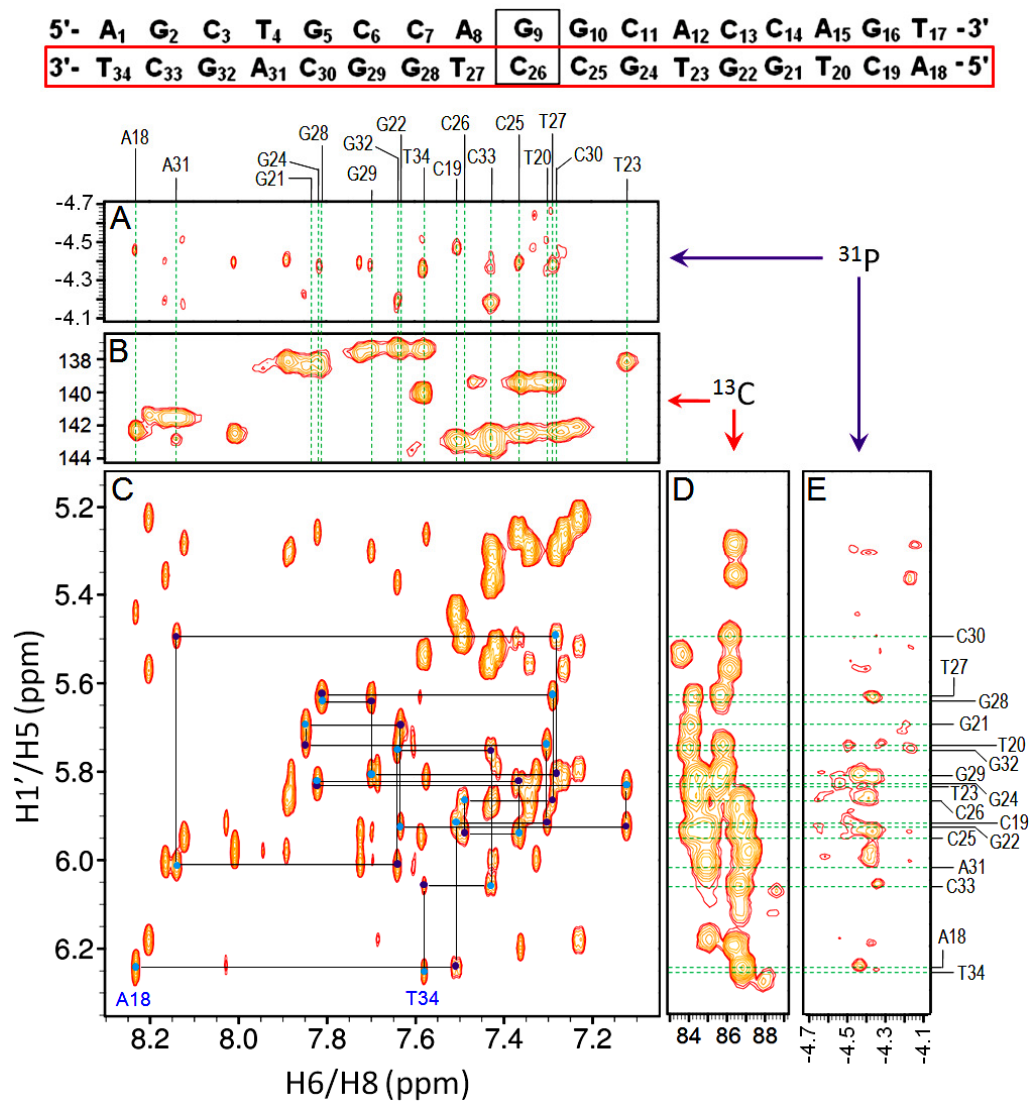 5'- A1 G2 C3 T4 G5 C6 C7 A8 G9 G10 C11 A12 C13 C14 A15 G16 T17 -3'
3'- T34 C33 G32 A31 C30 G29 G28 T27 C26 C25 G24 T23 G22 G21 T20 C19 A18 -5'
A18 A31 G21 G24 G28 G29 G32 G22 T34 C19 C26 C33 C25 T20 T27 C30 T23
A
-4.7
-4.5
-4.3
-4.1
31P
B
138
140
142
144
13C
C
D
E
5.2
5.4
5.6
5.8
6.0
6.2
H1'/H5 (ppm)
A18
T34
C30
T27
G28
G21
T20
G32
G29
T23
G24
C26
C19
G22
C25
A31
C33
A18
T34
8.2 8.0 7.8 7.6 7.4 7.2
84 86 88
-4.7 -4.5 -4.3 -4.1
H6/H8 (ppm)